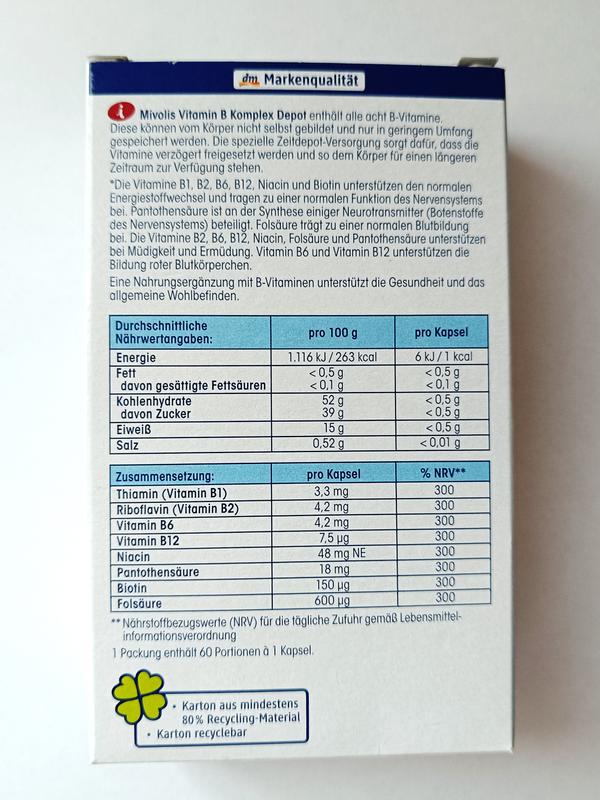 dm Markenqualität
i Mivolis Vitamin B Komplex Depot enthält alle acht B-Vitamine.
Diese können vom Körper nicht selbst gebildet und nur in geringem Umfang
gespeichert werden. Die spezielle Zeitdepot-Versorgung sorgt dafür, dass die
Vitamine verzögert freigesetzt werden und so dem Körper für einen längeren
Zeitraum zur Verfügung stehen.
*Die Vitamine B1, B2, B6, B12, Niacin und Biotin unterstützen den normalen
Energiestoffwechsel und tragen zu einer normalen Funktion des Nervensystems
bei. Pantothensäure ist an der Synthese einiger Neurotransmitter (Botenstoffe
des Nervensystems) beteiligt. Folsäure trägt zu einer normalen Blutbildung
bei. Die Vitamine B2, B6, B12, Niacin, Folsäure und Pantothensäure unterstützen
bei Müdigkeit und Ermüdung. Vitamin B6 und Vitamin B12 unterstützen die
Bildung roter Blutkörperchen.
Eine Nahrungsergänzung mit B-Vitaminen unterstützt die Gesundheit und das
allgemeine Wohlbefinden.
Durchschnittliche
Nährwertangaben: pro 100 g pro Kapsel
Energie 1.116 kJ / 263 kcal 6 kJ / 1 kcal
Fett < 0,5 g < 0,5 g
davon gesättigte Fettsäuren < 0,1 g < 0,1 g
Kohlenhydrate 52 g < 0,5 g
davon Zucker 39 g < 0,5 g
Eiweiß 15 g < 0,5 g
Salz 0,52 g < 0,01 g
Zusammensetzung: pro Kapsel % NRV**
Thiamin (Vitamin B1) 3,3 mg 300
Riboflavin (Vitamin B2) 4,2 mg 300
Vitamin B6 4,2 mg 300
Vitamin B12 7,5 µg 300
Niacin 48 mg NE 300
Pantothensäure 18 mg 300
Biotin 150 µg 300
Folsäure 600 µg 300
** Nährstoffbezugswerte (NRV) für die tägliche Zufuhr gemäß Lebensmittel-
informationsverordnung
1 Packung enthält 60 Portionen à 1 Kapsel.
• Karton aus mindestens
80 % Recycling-Material
• Karton recyclebar